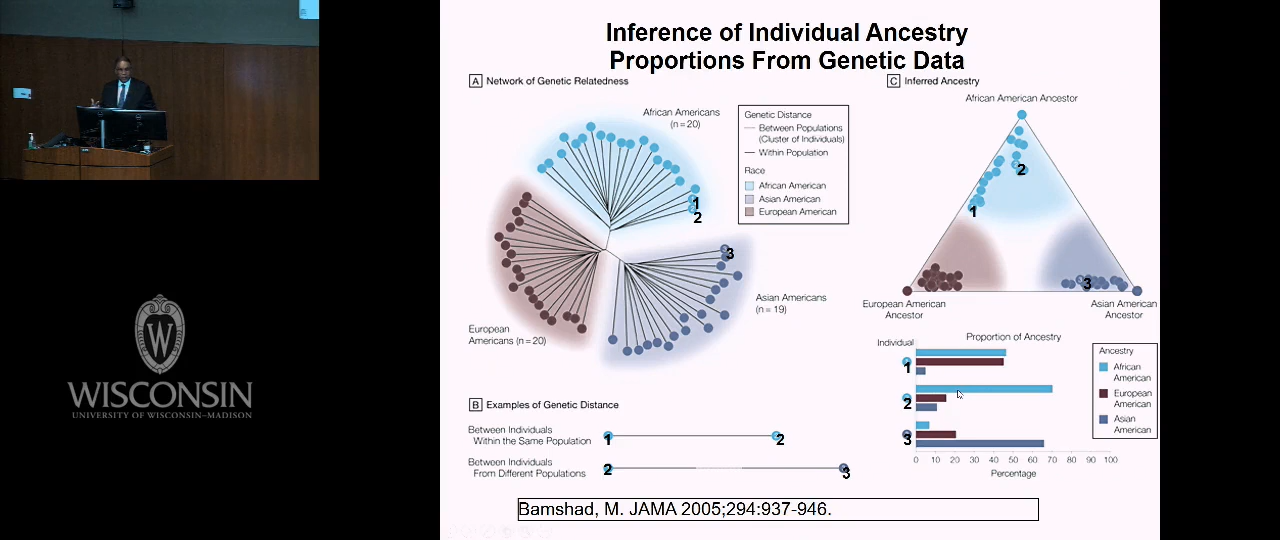 WISCONSIN
UNIVERSITY OF WISCONSIN–MADISON
Inference of Individual Ancestry
Proportions From Genetic Data
A Network of Genetic Relatedness
African Americans
(n = 20)
Genetic Distance
Between Populations
(Cluster of Individuals)
Within Population
Race
African American
Asian American
European American
1
2
3
Asian Americans
(n = 19)
European
Americans (n = 20)
B Examples of Genetic Distance
Between Individuals
Within the Same Population
1
2
Between Individuals
From Different Populations
2
3
C Inferred Ancestry
African American Ancestor
2
1
3
European American
Ancestor
Asian American
Ancestor
Individual
Proportion of Ancestry
1
2
3
0 10 20 30 40 50 60 70 80 90 100
Percentage
Ancestry
African
American
European
American
Asian
American
Bamshad, M. JAMA 2005;294:937-946.